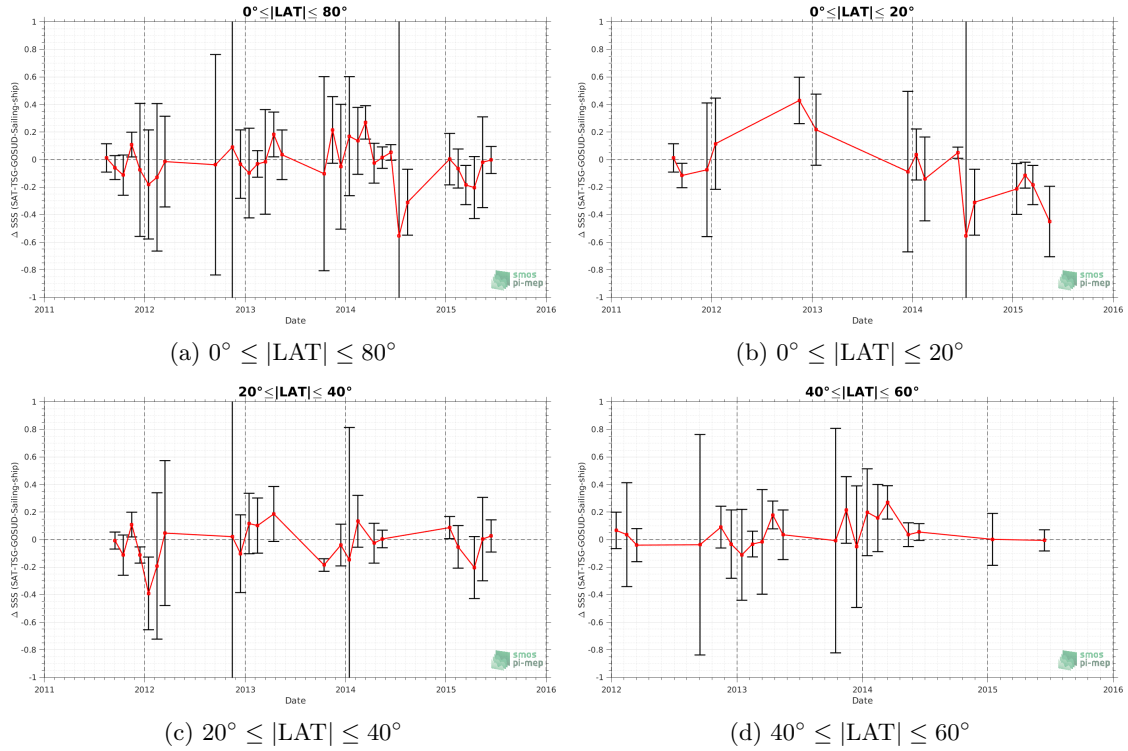 0°≤|LAT|≤ 80°
Δ SSS (SAT-TSG-GOSUD-Sailing-ship)
1
0.8
0.6
0.4
0.2
0
-0.2
-0.4
-0.6
-0.8
-1
2011 2012 2013 2014 2015 2016
Date
smos
pi-mep
(a) 0° ≤ |LAT| ≤ 80°
0°≤|LAT|≤ 20°
Δ SSS (SAT-TSG-GOSUD-Sailing-ship)
1
0.8
0.6
0.4
0.2
0
-0.2
-0.4
-0.6
-0.8
-1
2011 2012 2013 2014 2015 2016
Date
smos
pi-mep
(b) 0° ≤ |LAT| ≤ 20°
20°≤|LAT|≤ 40°
Δ SSS (SAT-TSG-GOSUD-Sailing-ship)
1
0.8
0.6
0.4
0.2
0
-0.2
-0.4
-0.6
-0.8
-1
2011 2012 2013 2014 2015 2016
Date
smos
pi-mep
(c) 20° ≤ |LAT| ≤ 40°
40°≤|LAT|≤ 60°
Δ SSS (SAT-TSG-GOSUD-Sailing-ship)
1
0.8
0.6
0.4
0.2
0
-0.2
-0.4
-0.6
-0.8
-1
2012 2013 2014 2015 2016
Date
smos
pi-mep
(d) 40° ≤ |LAT| ≤ 60°